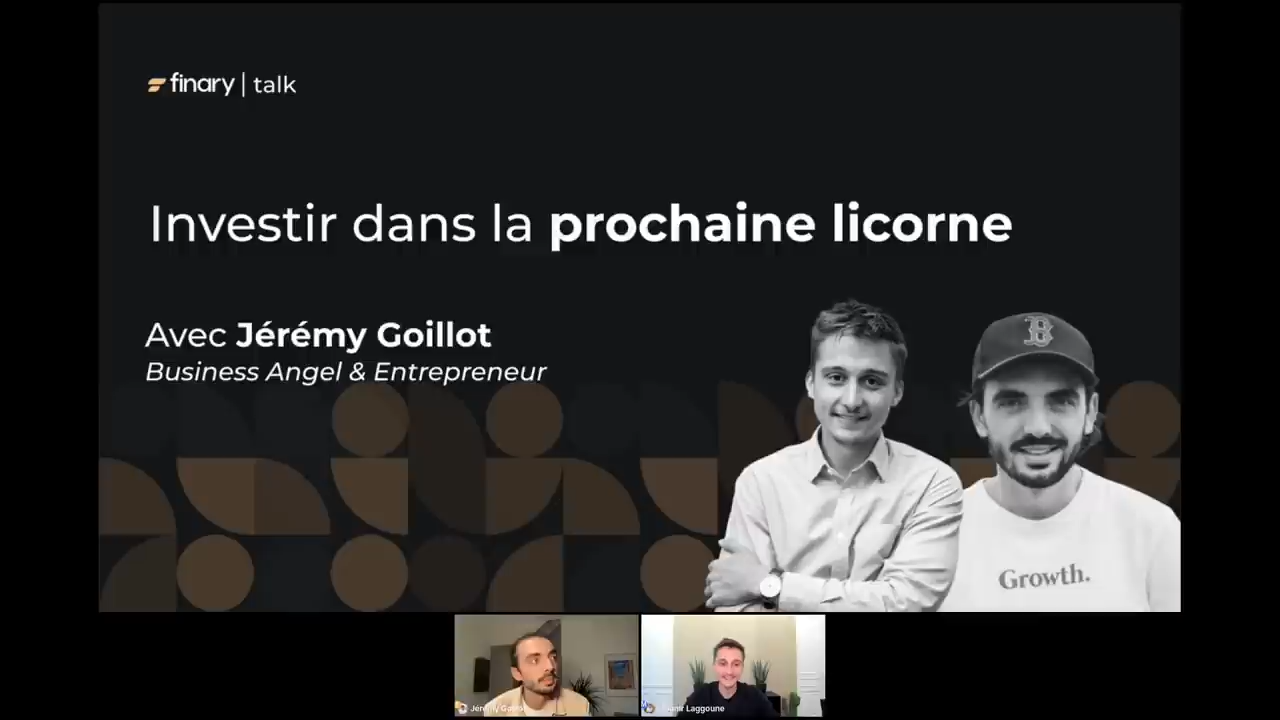 finary | talk
Investir dans la prochaine licorne
Avec Jérémy Goillot
Business Angel & Entrepreneur
B
Growth.
Laggoune